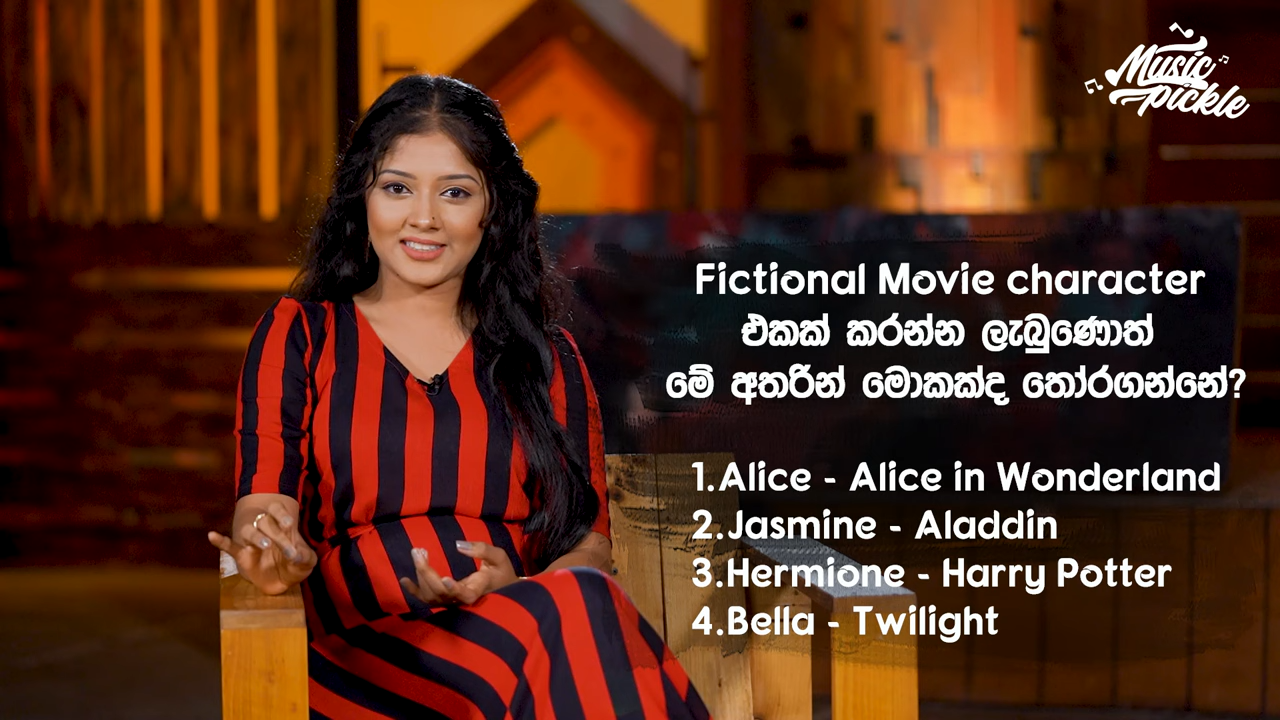 Music
pickle
Fictional Movie character
එකක් කරන්න ලැබුණොත්
මේ අතරින් මොකක්ද තෝරගන්නේ?
1.Alice - Alice in Wonderland
2.Jasmine - Aladdin
3.Hermione - Harry Potter
4.Bella - Twilight